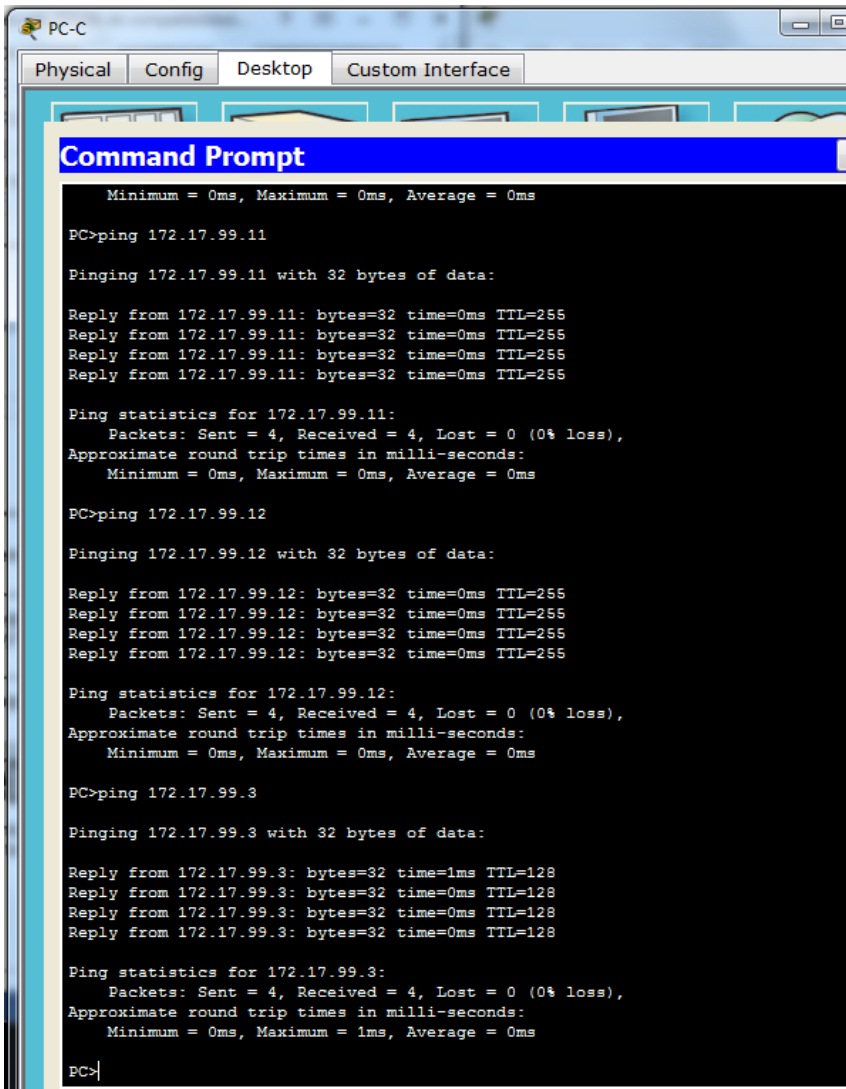 PC-C
Physical Config Desktop Custom Interface
Command Prompt
Minimum = 0ms, Maximum = 0ms, Average = 0ms
PC>ping 172.17.99.11
Pinging 172.17.99.11 with 32 bytes of data:
Reply from 172.17.99.11: bytes=32 time=0ms TTL=255
Reply from 172.17.99.11: bytes=32 time=0ms TTL=255
Reply from 172.17.99.11: bytes=32 time=0ms TTL=255
Reply from 172.17.99.11: bytes=32 time=0ms TTL=255
Ping statistics for 172.17.99.11:
Packets: Sent = 4, Received = 4, Lost = 0 (0% loss),
Approximate round trip times in milli-seconds:
Minimum = 0ms, Maximum = 0ms, Average = 0ms
PC>ping 172.17.99.12
Pinging 172.17.99.12 with 32 bytes of data:
Reply from 172.17.99.12: bytes=32 time=0ms TTL=255
Reply from 172.17.99.12: bytes=32 time=0ms TTL=255
Reply from 172.17.99.12: bytes=32 time=0ms TTL=255
Reply from 172.17.99.12: bytes=32 time=0ms TTL=255
Ping statistics for 172.17.99.12:
Packets: Sent = 4, Received = 4, Lost = 0 (0% loss),
Approximate round trip times in milli-seconds:
Minimum = 0ms, Maximum = 0ms, Average = 0ms
PC>ping 172.17.99.3
Pinging 172.17.99.3 with 32 bytes of data:
Reply from 172.17.99.3: bytes=32 time=1ms TTL=128
Reply from 172.17.99.3: bytes=32 time=0ms TTL=128
Reply from 172.17.99.3: bytes=32 time=0ms TTL=128
Reply from 172.17.99.3: bytes=32 time=0ms TTL=128
Ping statistics for 172.17.99.3:
Packets: Sent = 4, Received = 4, Lost = 0 (0% loss),
Approximate round trip times in milli-seconds:
Minimum = 0ms, Maximum = 1ms, Average = 0ms
PC>